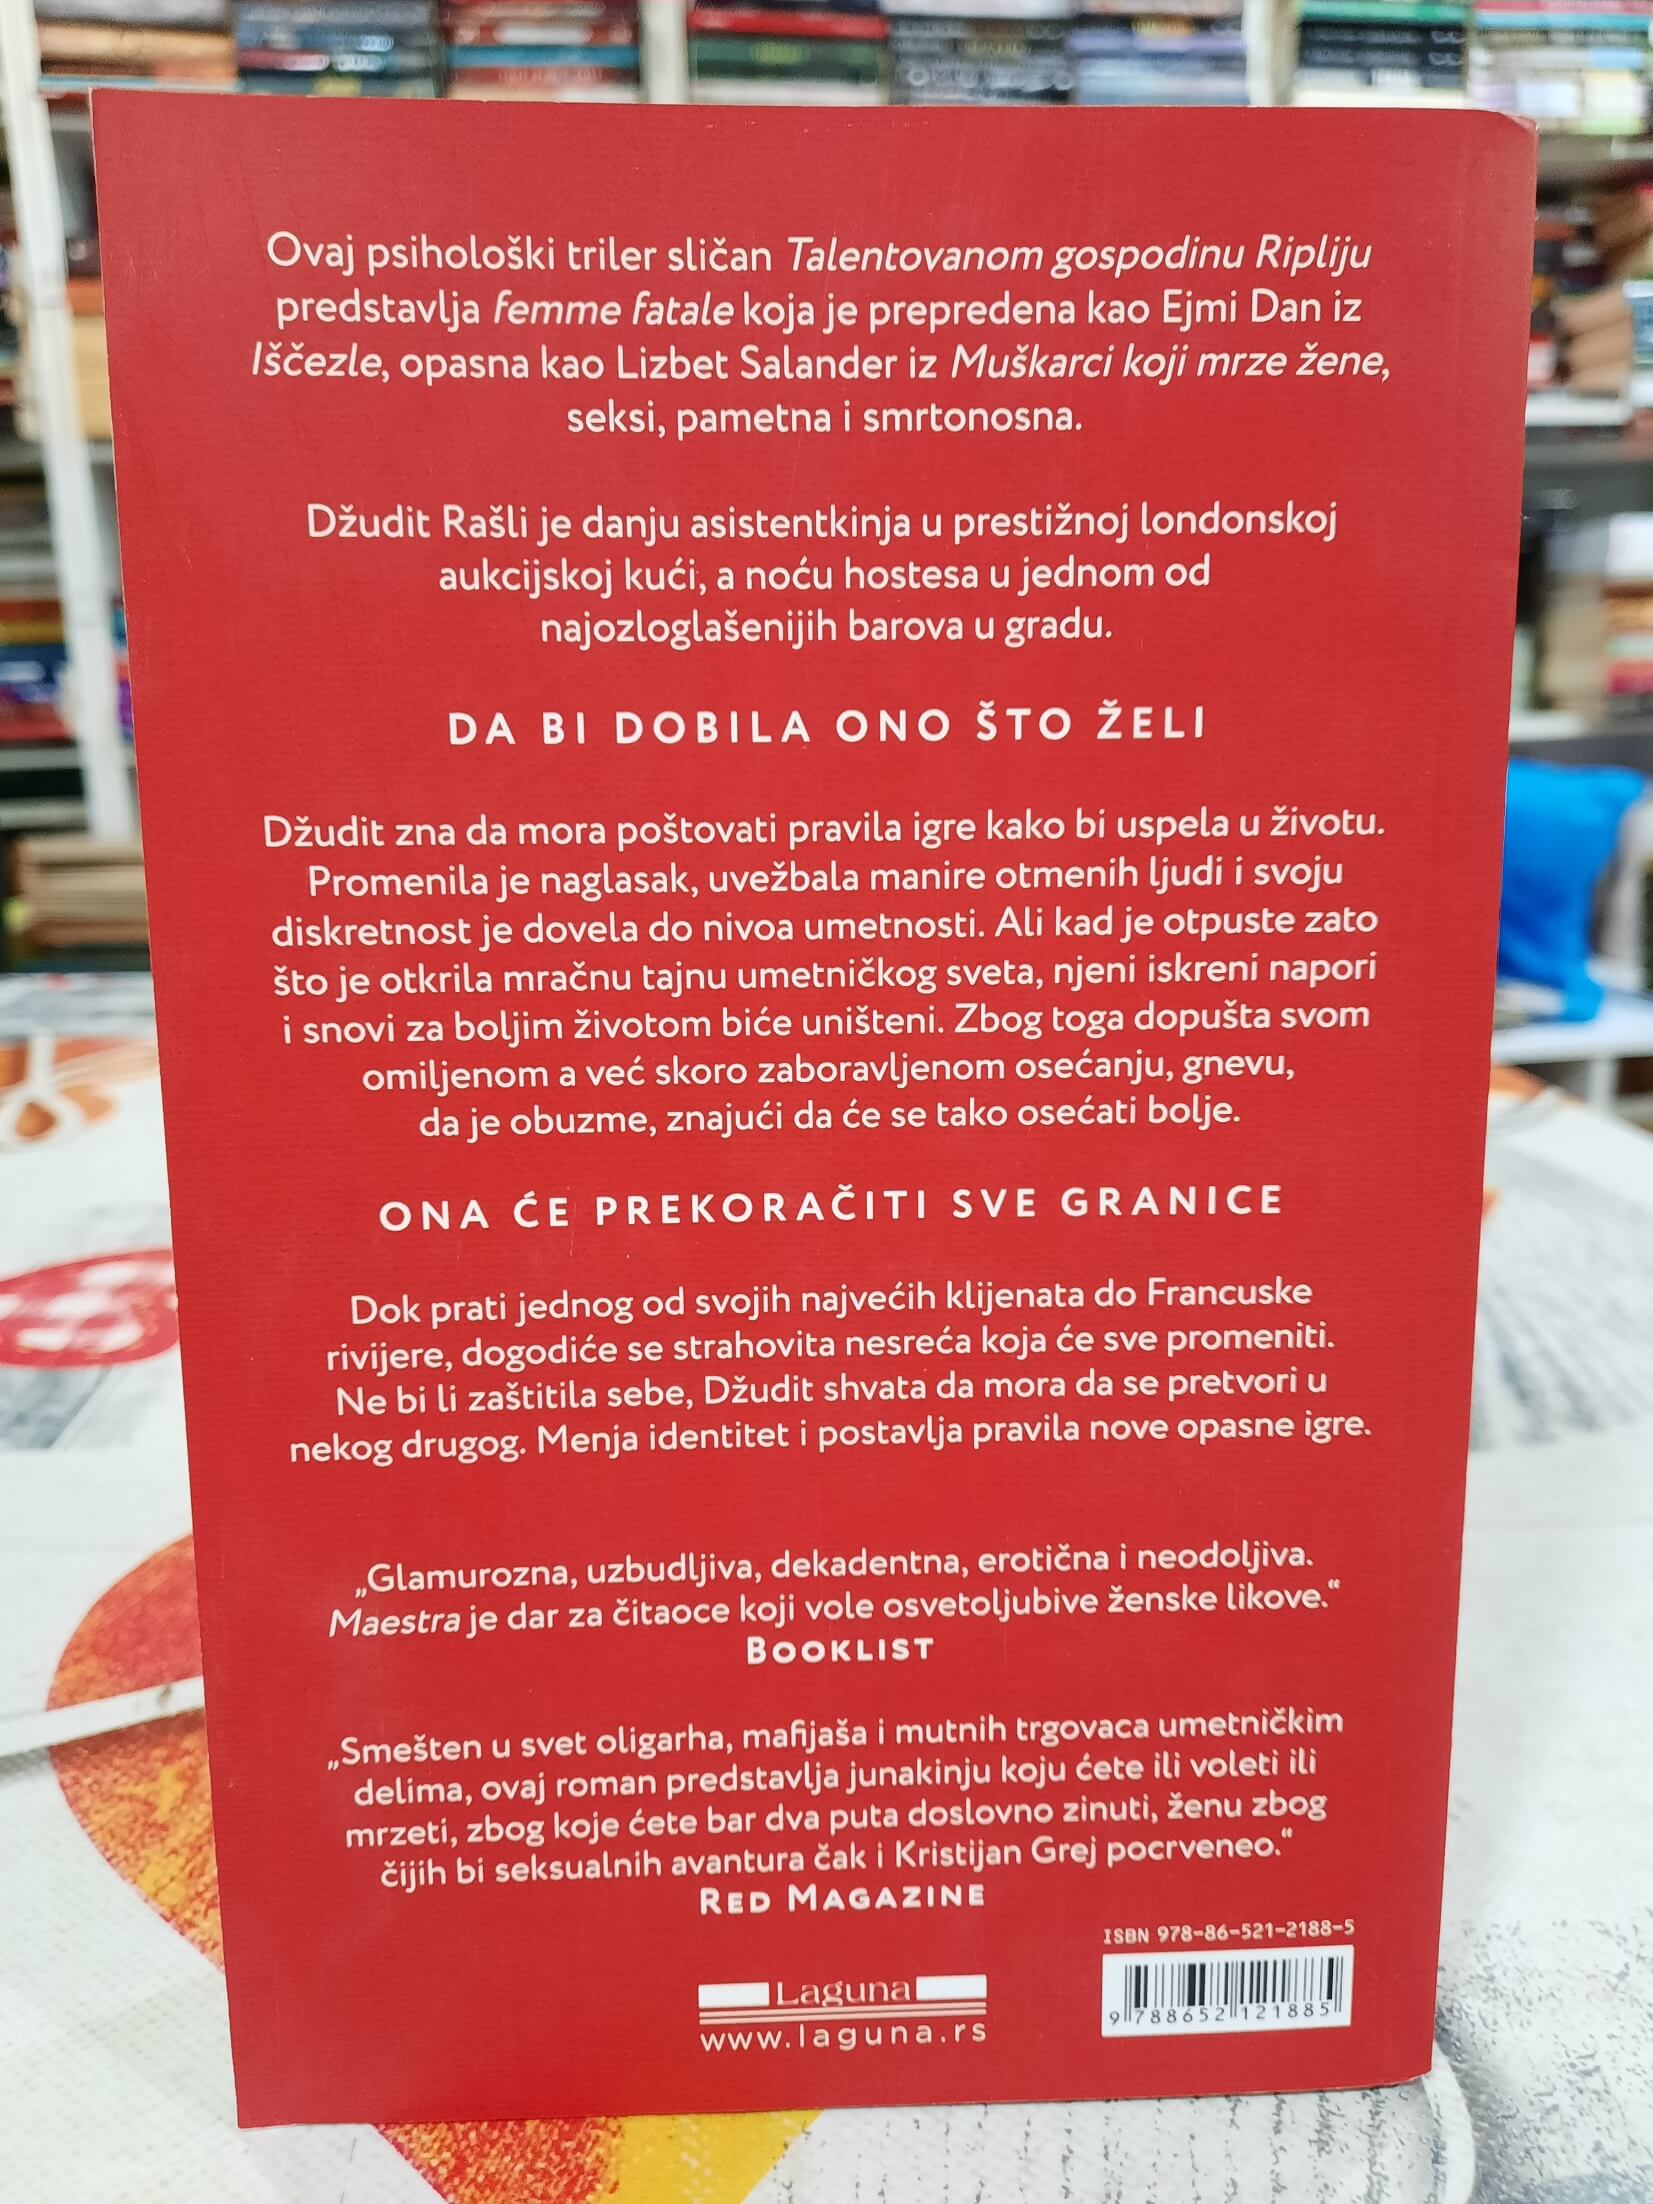 Ovaj psihološki triler sličan Talentovanom gospodinu Ripliju
predstavlja femme fatale koja je prepredena kao Ejmi Dan iz
Iščezle, opasna kao Lizbet Salander iz Muškarci koji mrze žene,
seksi, pametna i smrtonosna.
Džudit Rašli je danju asistentkinja u prestižnoj londonskoj
aukcijskoj kući, a noću hostesa u jednom od
najozloglašenijih barova u gradu.
DA BI DOBILA ONO ŠTO ŽELI
Džudit zna da mora poštovati pravila igre kako bi uspela u životu.
Promenila je naglasak, uvežbala manire otmenih ljudi i svoju
diskretnost je dovela do nivoa umetnosti. Ali kad je otpuste zato
što je otkrila mračnu tajnu umetničkog sveta, njeni iskreni napori
i snovi za boljim životom biće uništeni. Zbog toga dopušta svom
omiljenom a već skoro zaboravljenom osećanju, gnevu,
da je obuzme, znajući da će se tako osećati bolje.
ONA ĆE PREKORAČITI SVE GRANICE
Dok prati jednog od svojih najvećih klijenata do Francuske
rivijere, dogodiće se strahovita nesreća koja će sve promeniti.
Ne bi li zaštitila sebe, Džudit shvata da mora da se pretvori u
nekog drugog. Menja identitet i postavlja pravila nove opasne igre.
„Glamurozna, uzbudljiva, dekadentna, erotična i neodoljiva.
Maestra je dar za čitaoce koji vole osvetoljubive ženske likove.“
BOOKLIST
„Smešten u svet oligarha, mafijaša i mutnih trgovaca umetničkim
delima, ovaj roman predstavlja junakinju koju ćete ili voleti ili
mrzeti, zbog koje ćete bar dva puta doslovno zinuti, ženu zbog
čijih bi seksualnih avantura čak i Kristijan Grej pocrveneo.“
RED MAGAZINE
ISBN 978-86-521-2188-5
9 788652 121885
Laguna
www.laguna.rs